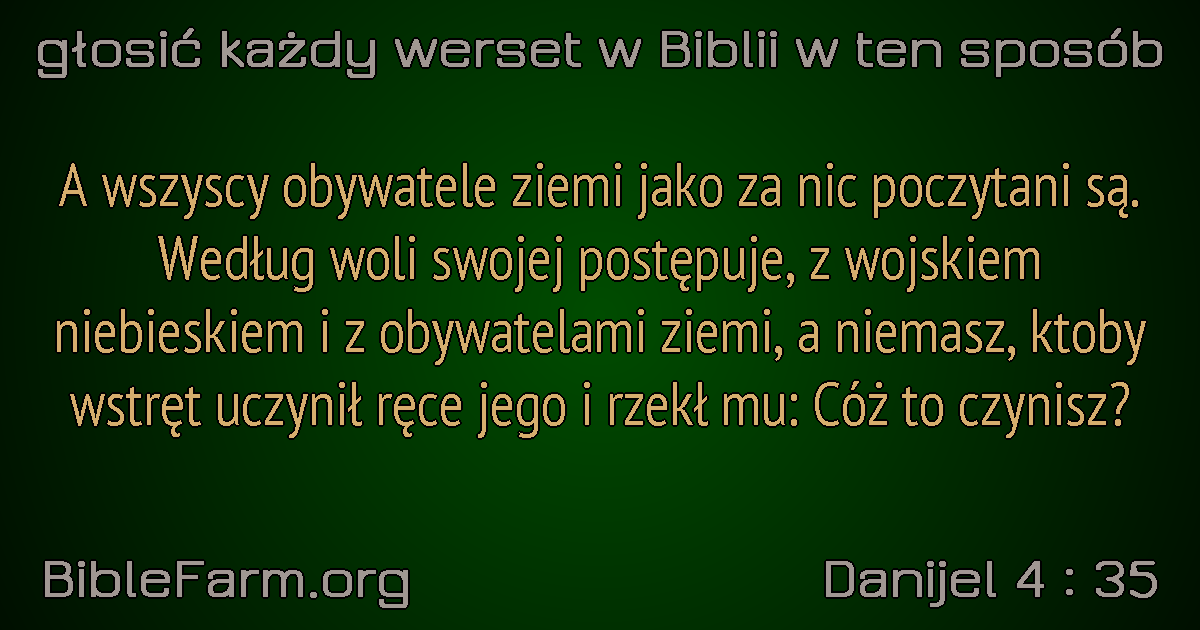 głosić każdy werset w Biblii w ten sposób
A wszyscy obywatele ziemi jako za nic poczytani są.
Według woli swojej postępuje, z wojskiem
niebieskiem i z obywatelami ziemi, a niemasz, ktoby
wstręt uczynił ręce jego i rzekł mu: Cóż to czynisz?
BibleFarm.org
Danijel 4 : 35